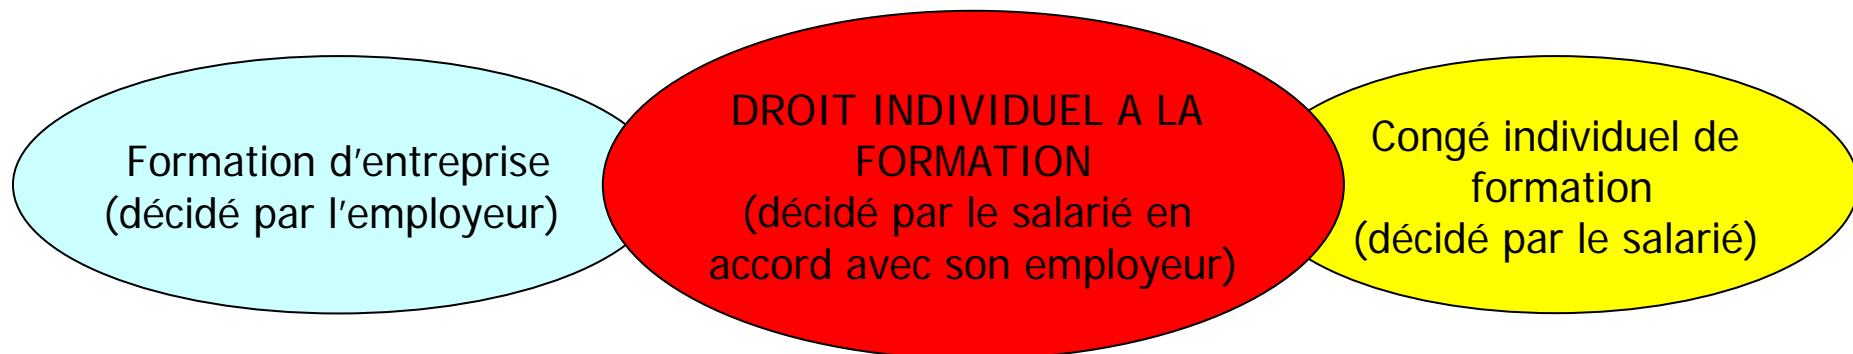 Formation d'entreprise
(décidé par l'employeur)
DROIT INDIVIDUEL A LA
FORMATION
(décidé par le salarié en
accord avec son employeur)
Congé individuel de
formation
(décidé par le salarié)